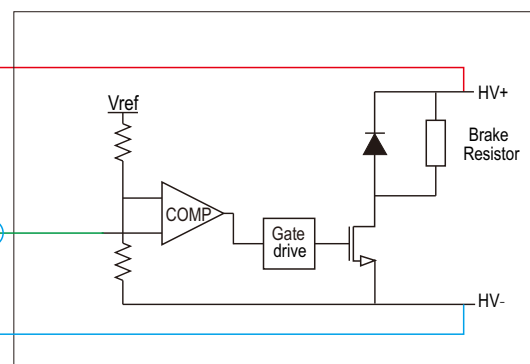 Vref
HV+
Brake
Resistor
COMP
Gate
drive
HV-